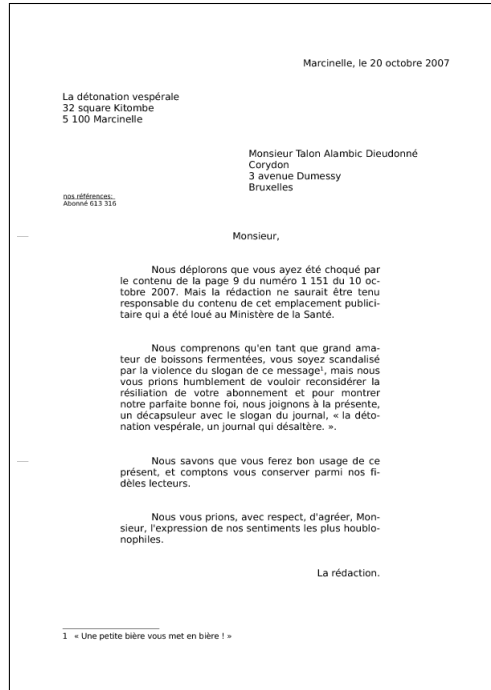 Marcinelle, le 20 octobre 2007
La détonation vespérale
32 square Kitombe
5 100 Marcinelle
Monsieur Talon Alambic Dieudonné
Corydon
3 avenue Dumessy
Bruxelles
nos références:
Abonné 613 316
Monsieur,
Nous déplorons que vous ayez été choqué par
le contenu de la page 9 du numéro 1 151 du 10 oc-
tobre 2007. Mais la rédaction ne saurait être tenu
responsable du contenu de cet emplacement publici-
taire qui a été loué au Ministère de la Santé.
Nous comprenons qu'en tant que grand ama-
teur de boissons fermentées, vous soyez scandalisé
par la violence du slogan de ce message¹, mais nous
vous prions humblement de vouloir reconsidérer la
résiliation de votre abonnement et pour montrer
notre parfaite bonne foi, nous joignons à la présente,
un décapsuleur avec le slogan du journal, « la déto-
nation vespérale, un journal qui désaltère. ».
Nous savons que vous ferez bon usage de ce
présent, et comptons vous conserver parmi nos fi-
dèles lecteurs.
Nous vous prions, avec respect, d'agréer, Mon-
sieur, l'expression de nos sentiments les plus houblo-
nophiles.
La rédaction.
1 « Une petite bière vous met en bière ! »